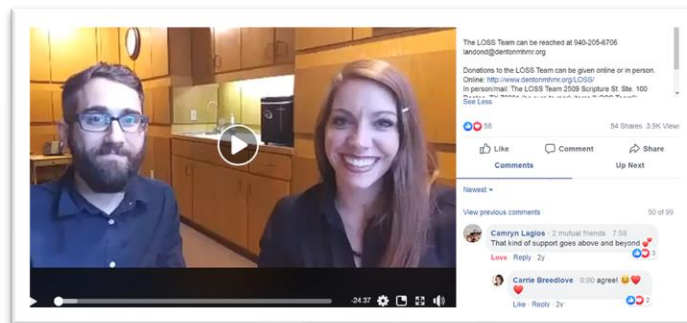 The LOSS Team can be reached at 940-205-6706
landond@dentonmhmr.org
Donations to the LOSS Team can be given online or in person.
Online: http://www.dentonmhmr.org/LOSS/
In person/mail: The LOSS Team 2509 Scripture St. Ste. 100
See Less
58
54 Shares 3.9K Views
Like Comment Share
Comments Up Next
Newest
View previous comments 50 of 99
Camryn Lagios · 2 mutual friends 7:58
That kind of support goes above and beyond 💕
3
Love · Reply · 2y
Carrie Breedlove · 0:00 agree! 😊❤️
❤️
2
Like · Reply · 2y
-24:37